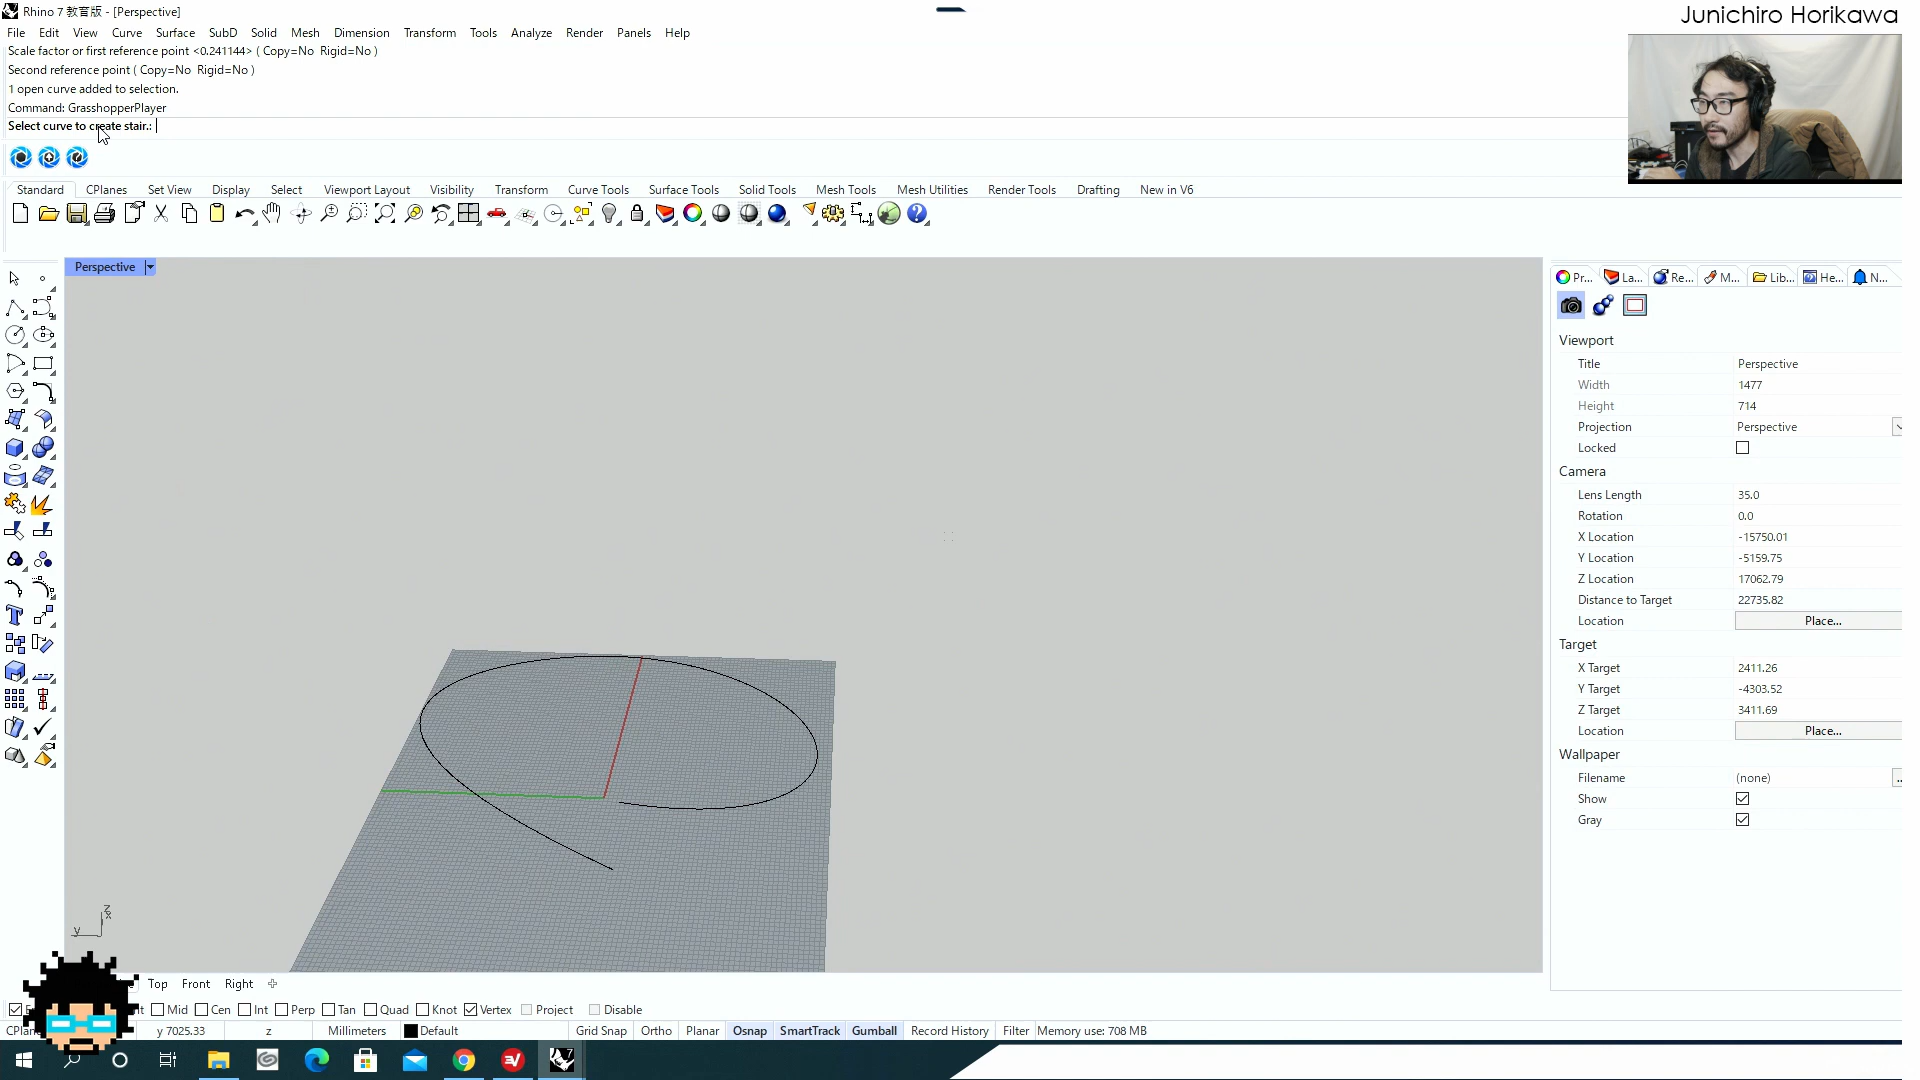 Rhino 7 教育版 - [Perspective]
Junichiro Horikawa
File Edit View Curve Surface SubD Solid Mesh Dimension Transform Tools Analyze Render Panels Help
Scale factor or first reference point <0.241144> ( Copy=No Rigid=No )
Second reference point ( Copy=No Rigid=No )
1 open curve added to selection.
Command: GrasshopperPlayer
Select curve to create stair.:
Standard CPlanes Set View Display Select Viewport Layout Visibility Transform Curve Tools Surface Tools Solid Tools Mesh Tools Mesh Utilities Render Tools Drafting New in V6
Perspective
Pr... La... Re... M... Lib... He... N...
Viewport
Title Perspective
Width 1477
Height 714
Projection Perspective
Locked
Camera
Lens Length 35.0
Rotation 0.0
X Location -15750.01
Y Location -5159.75
Z Location 17062.79
Distance to Target 22735.82
Location Place...
Target
X Target 2411.26
Y Target -4303.52
Z Target 3411.69
Location Place...
Wallpaper
Filename (none) ..
Show
Gray
z
y
Top Front Right
Mid Cen Int Perp Tan Quad Knot Vertex Project Disable
CPlan y 7025.33 z Millimeters Default Grid Snap Ortho Planar Osnap SmartTrack Gumball Record History Filter Memory use: 708 MB